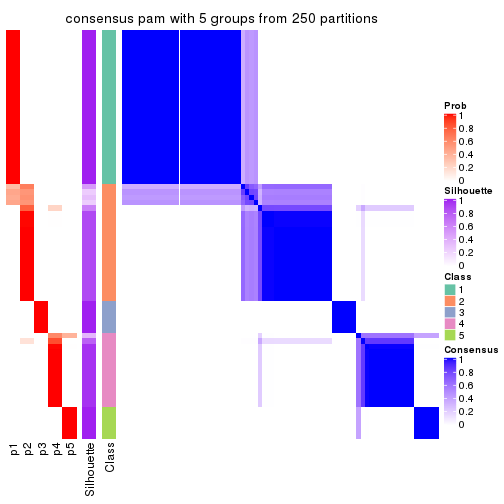 consensus pam with 5 groups from 250 partitions
Prob
1
0.8
0.6
0.4
0.2
0
Silhouette
1
0.8
0.6
0.4
0.2
0
Class
1
2
3
4
5
Consensus
1
0.8
0.6
0.4
0.2
0
p1
p2
p3
p4
p5
Silhouette
Class